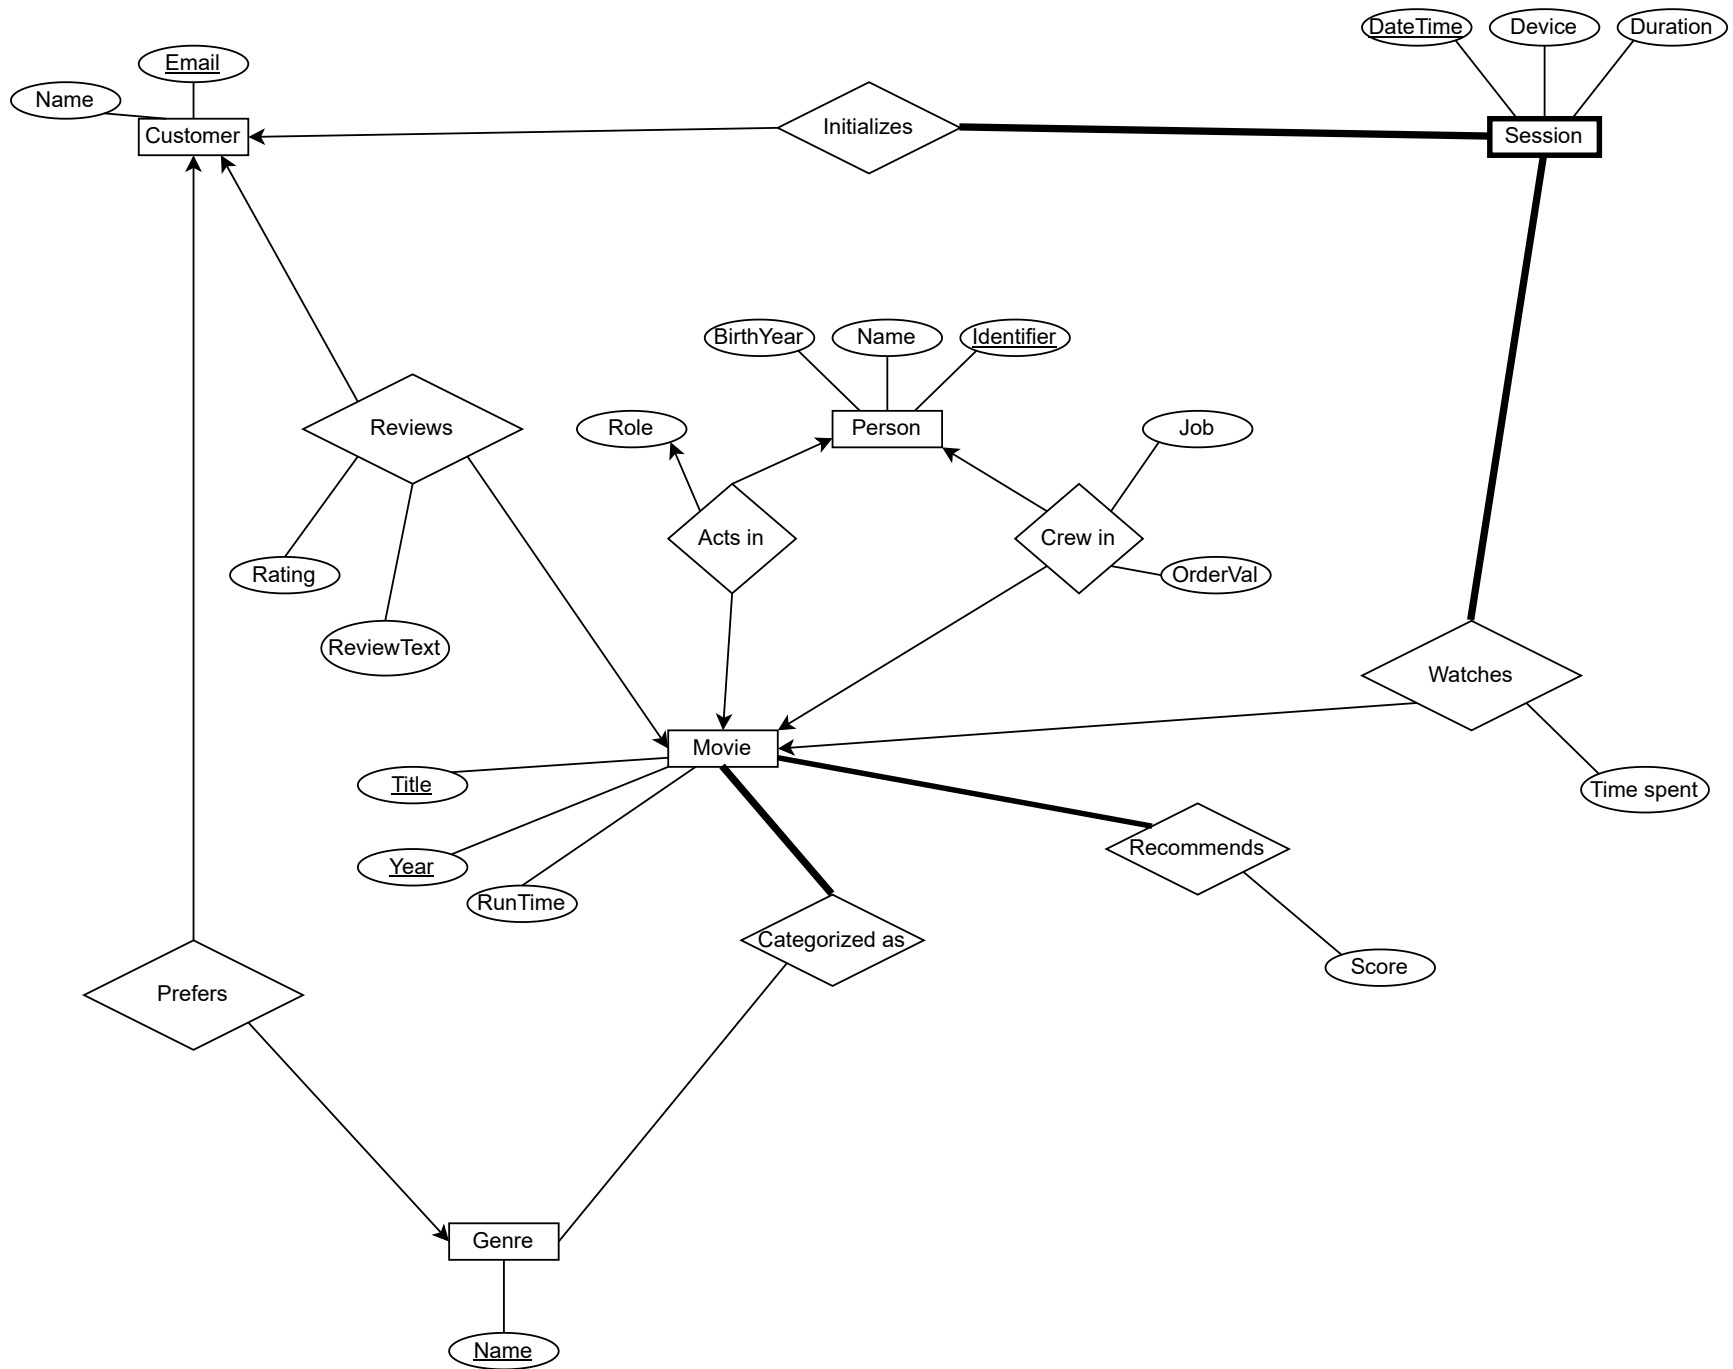 DateTime
Device
Duration
Email
Name
Customer
Initializes
Session
BirthYear
Name
Identifier
Reviews
Role
Person
Job
Acts in
Crew in
Rating
OrderVal
ReviewText
Watches
Movie
Title
Time spent
Year
Recommends
RunTime
Categorized as
Score
Prefers
Genre
Name